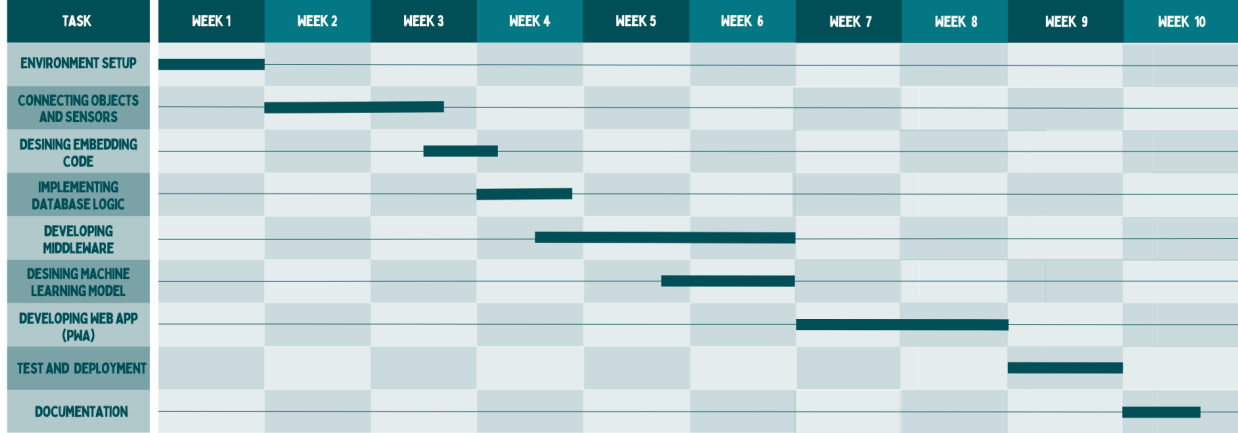 TASK WEEK 1 WEEK 2 WEEK 3 WEEK 4 WEEK 5 WEEK 6 WEEK 7 WEEK 8 WEEK 9 WEEK 10
ENVIRONMENT SETUP
CONNECTING OBJECTS
AND SENSORS
DESINING EMBEDDING
CODE
IMPLEMENTING
DATABASE LOGIC
DEVELOPING
MIDDLEWARE
DESINING MACHINE
LEARNING MODEL
DEVELOPING WEB APP
(PWA)
TEST AND DEPLOYMENT
DOCUMENTATION